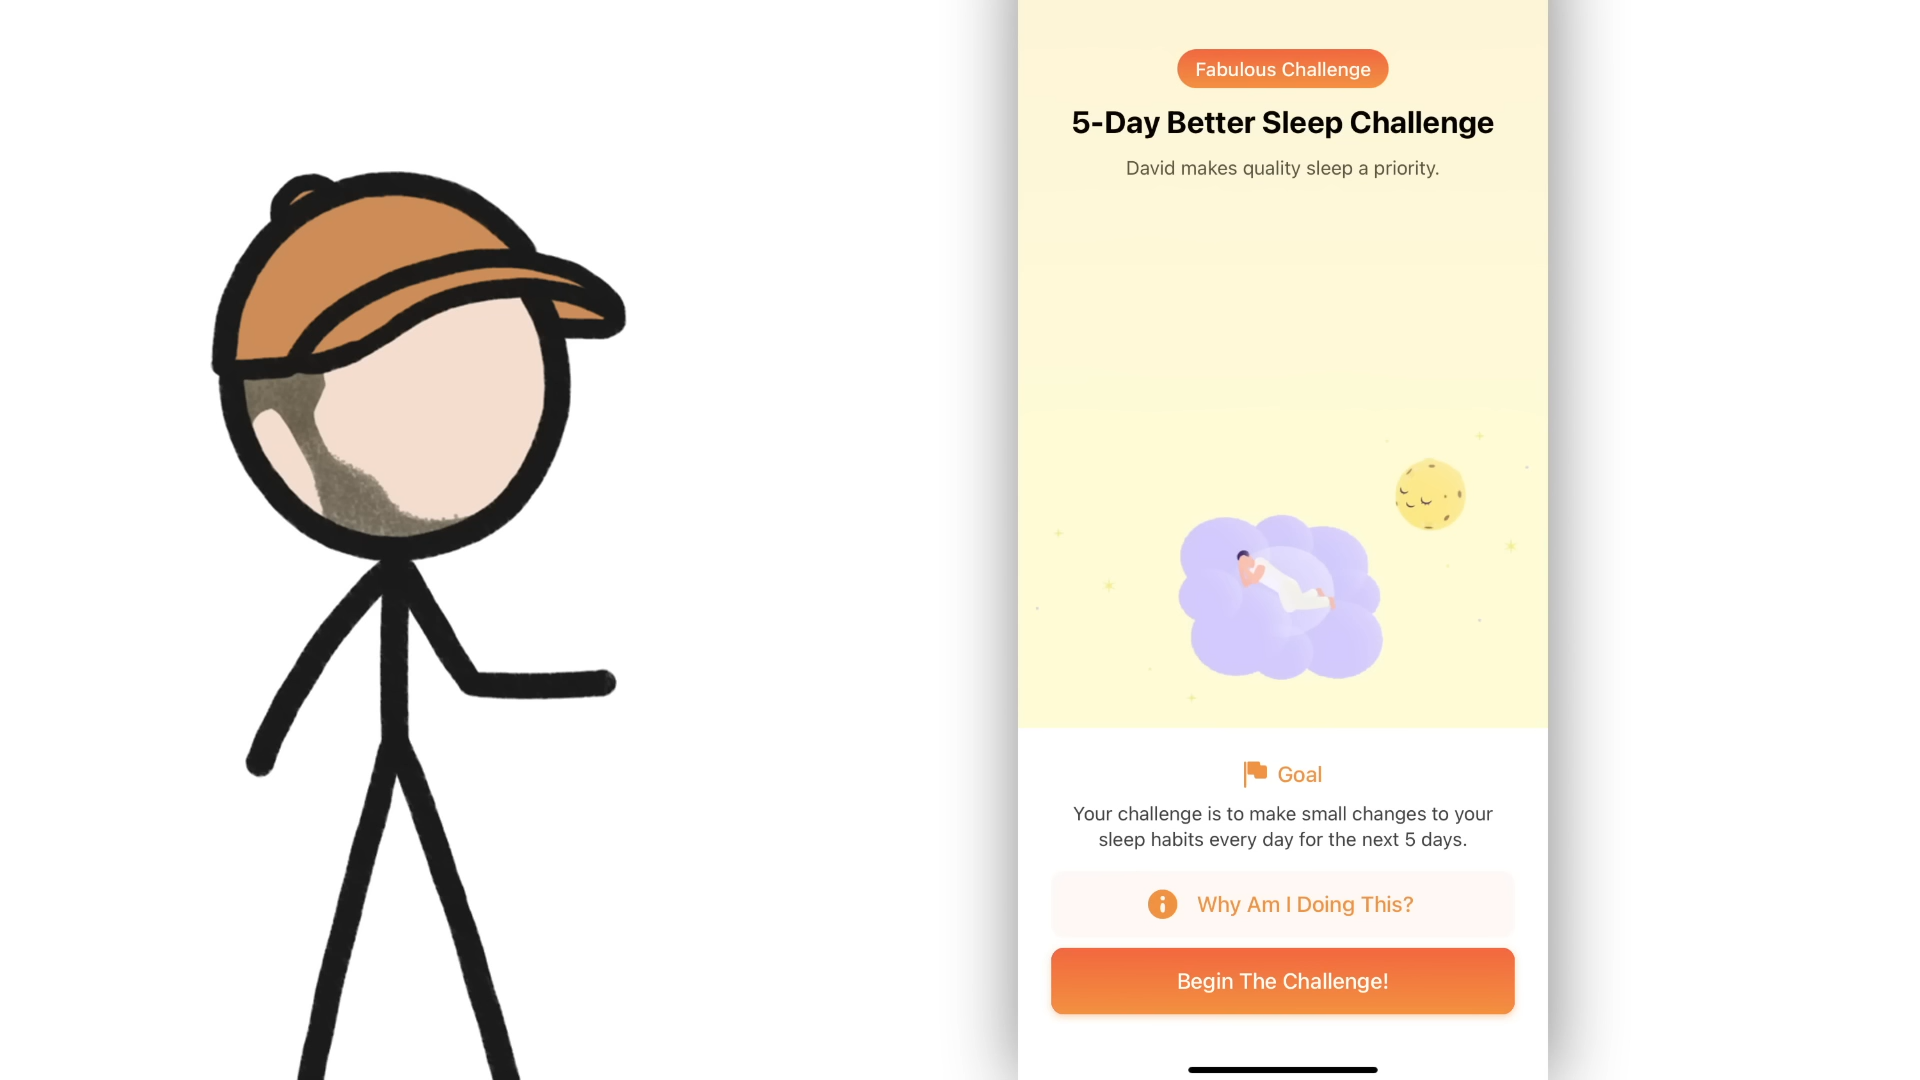 Fabulous Challenge
5-Day Better Sleep Challenge
David makes quality sleep a priority.
Goal
Your challenge is to make small changes to your
sleep habits every day for the next 5 days.
Why Am I Doing This?
Begin The Challenge!